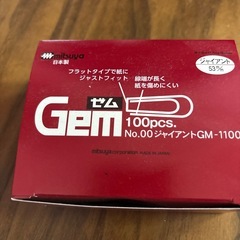 mitsuya
日本製
ジャイアント
53%
フラットタイプで紙に
ジャストフィット
線端が長く
紙を傷めにくい
ゼム
Gem
100pcs.
No.00 ジャイアント GM-1100
mitsuya corporation MADE IN JAPAN